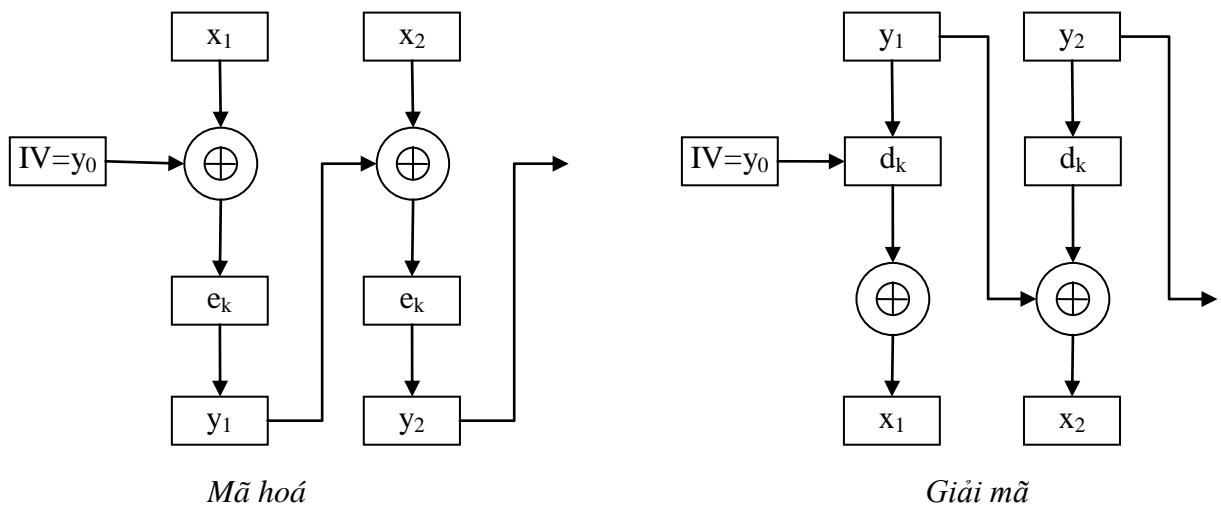 x₁ x₂
IV=y₀
eₖ eₖ
y₁ y₂
Mã hoá
y₁ y₂
IV=y₀ dₖ dₖ
x₁ x₂
Giải mã